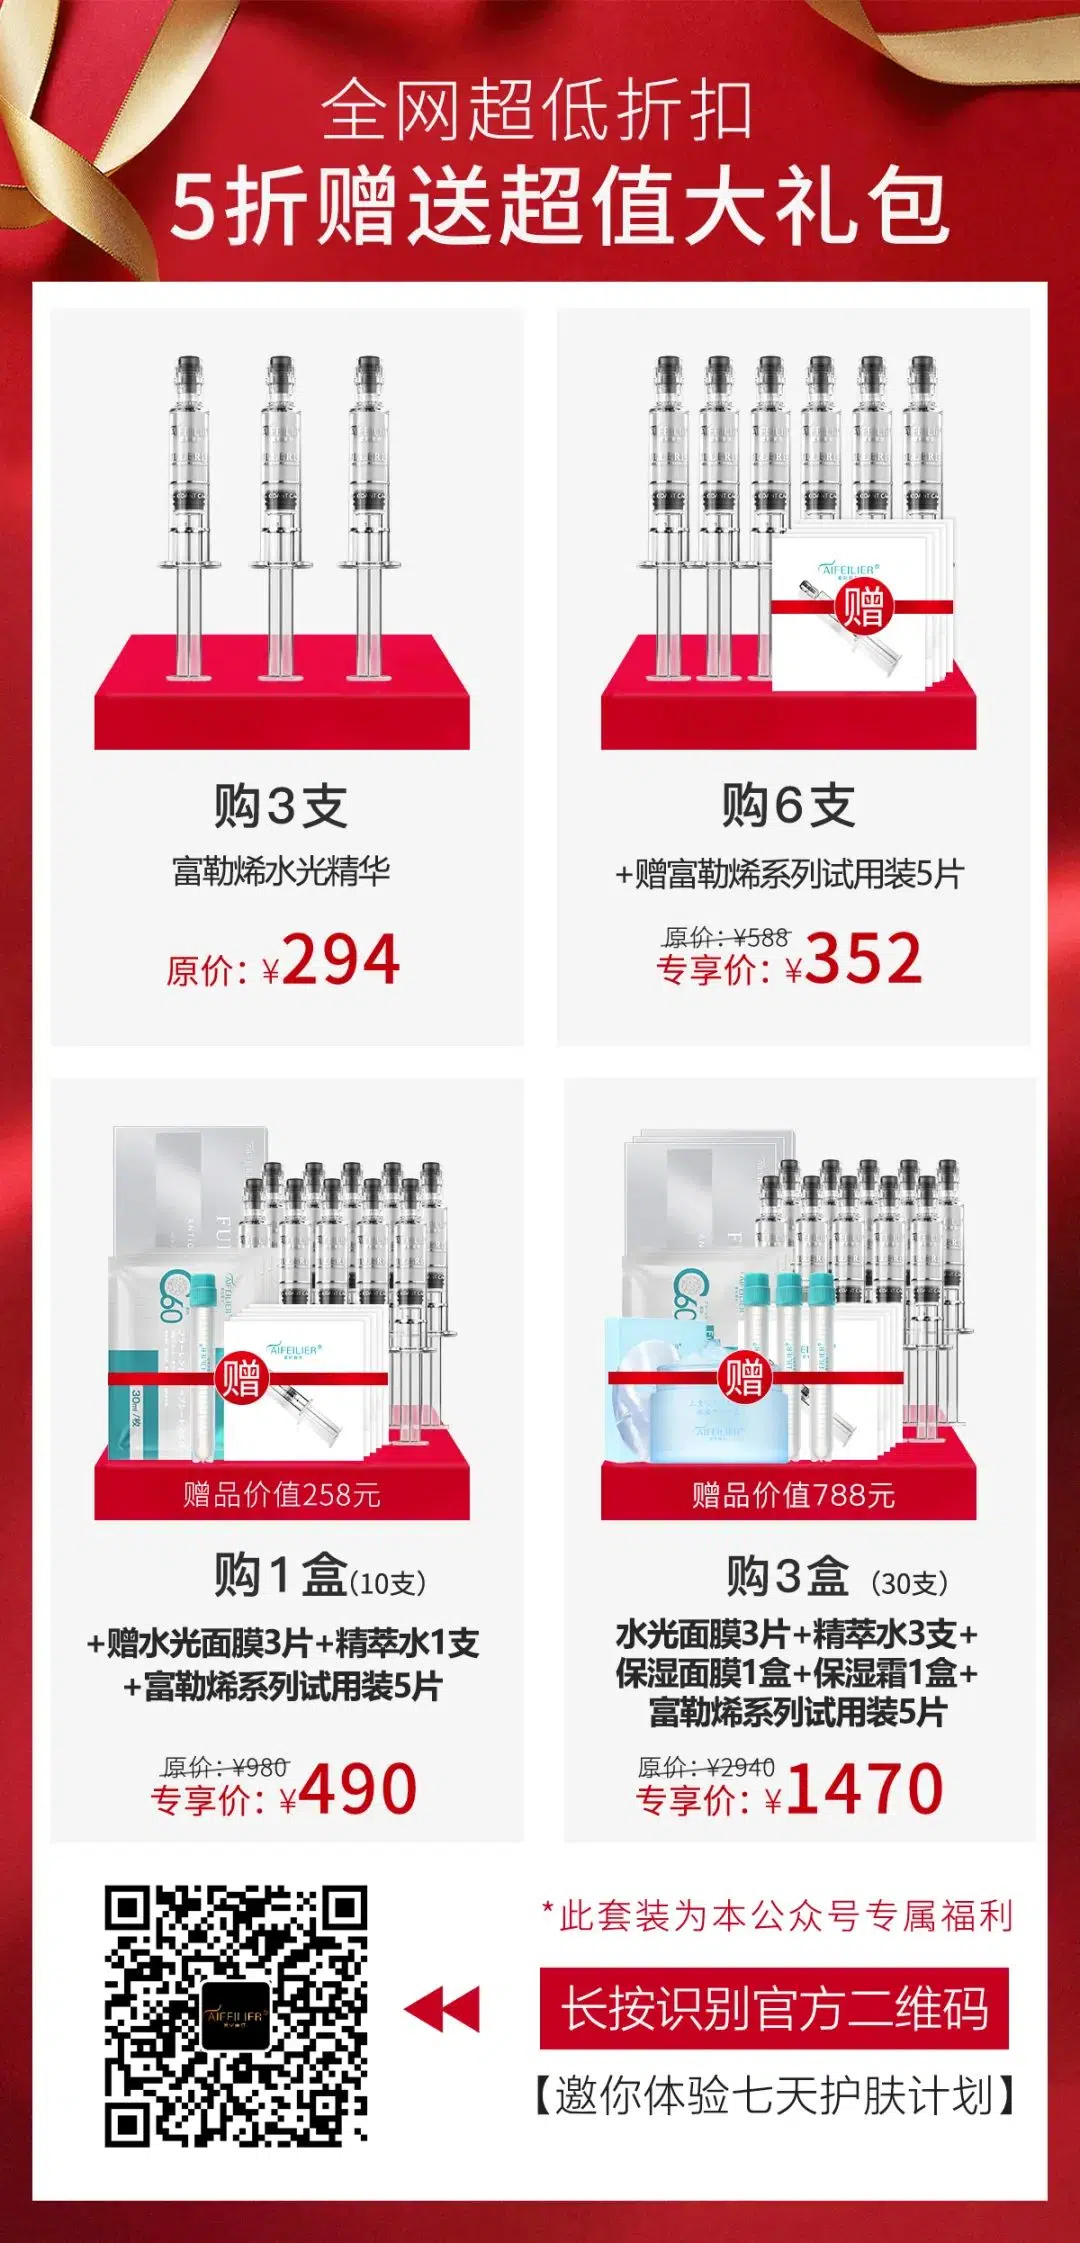 全网超低折扣
5折赠送超值大礼包
AIFEILIER®
赠
购3支
富勒烯水光精华
原价：¥294
购6支
+赠富勒烯系列试用装5片
原价：¥588
专享价：¥352
C60
30ml/枚
AIFEILIER®
赠
赠品价值258元
AIFEILIER®
赠
赠品价值788元
购1盒(10支)
+赠水光面膜3片+精萃水1支
+富勒烯系列试用装5片
原价：¥980
专享价：¥490
购3盒（30支）
水光面膜3片+精萃水3支+
保湿面膜1盒+保湿霜1盒+
富勒烯系列试用装5片
原价：¥2940
专享价：¥1470
AIFEILIER®
*此套装为本公众号专属福利
长按识别官方二维码
【邀你体验七天护肤计划】